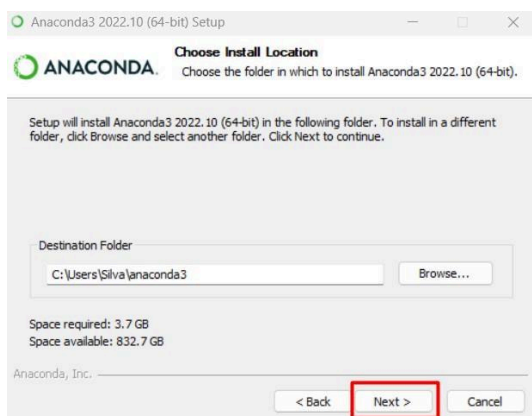 Anaconda3 2022.10 (64-bit) Setup
ANACONDA.
Choose Install Location
Choose the folder in which to install Anaconda3 2022.10 (64-bit).
Setup will install Anaconda3 2022.10 (64-bit) in the following folder. To install in a different
folder, click Browse and select another folder. Click Next to continue.
Destination Folder
C:\Users\Silva\anaconda3
Browse...
Space required: 3.7 GB
Space available: 832.7 GB
Anaconda, Inc.
< Back
Next >
Cancel